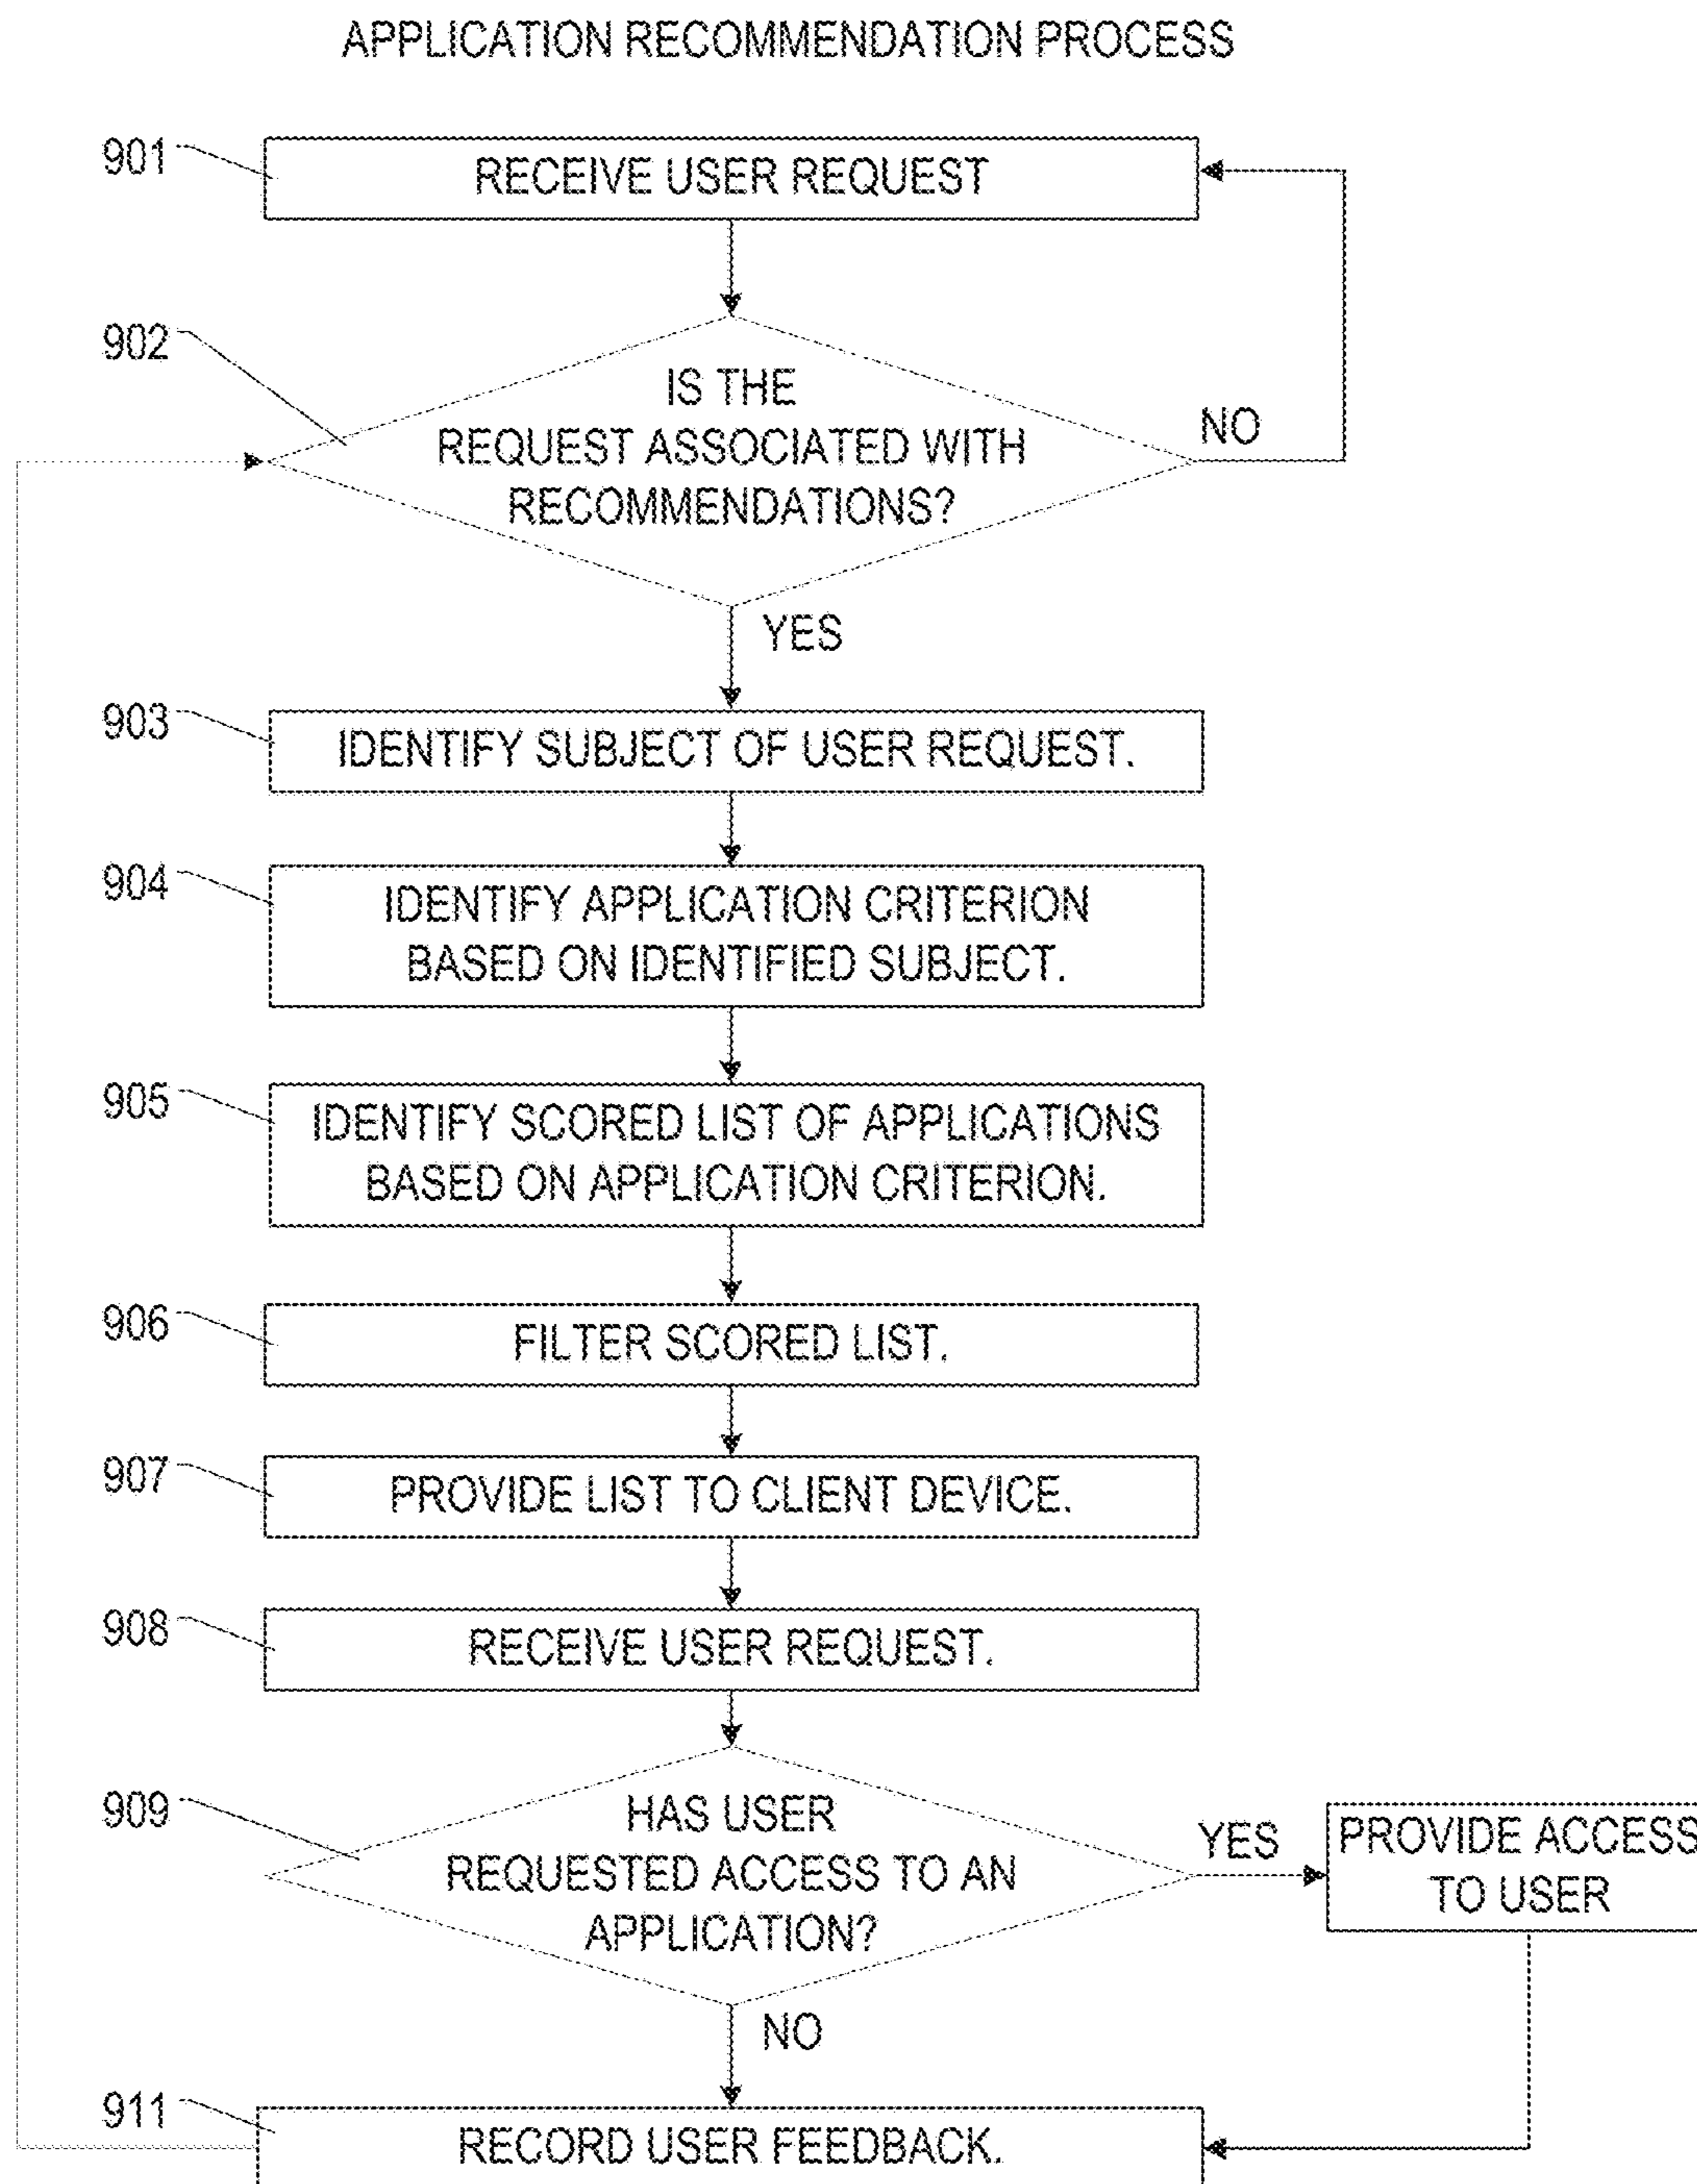 APPLICATION RECOMMENDATION PROCESS
901
RECEIVE USER REQUEST
902
IS THE
REQUEST ASSOCIATED WITH
RECOMMENDATIONS?
NO
YES
903
IDENTIFY SUBJECT OF USER REQUEST.
904
IDENTIFY APPLICATION CRITERION
BASED ON IDENTIFIED SUBJECT.
905
IDENTIFY SCORED LIST OF APPLICATIONS
BASED ON APPLICATION CRITERION.
906
FILTER SCORED LIST.
907
PROVIDE LIST TO CLIENT DEVICE.
908
RECEIVE USER REQUEST.
909
HAS USER
REQUESTED ACCESS TO AN
APPLICATION?
YES
PROVIDE ACCESS
TO USER
NO
911
RECORD USER FEEDBACK.